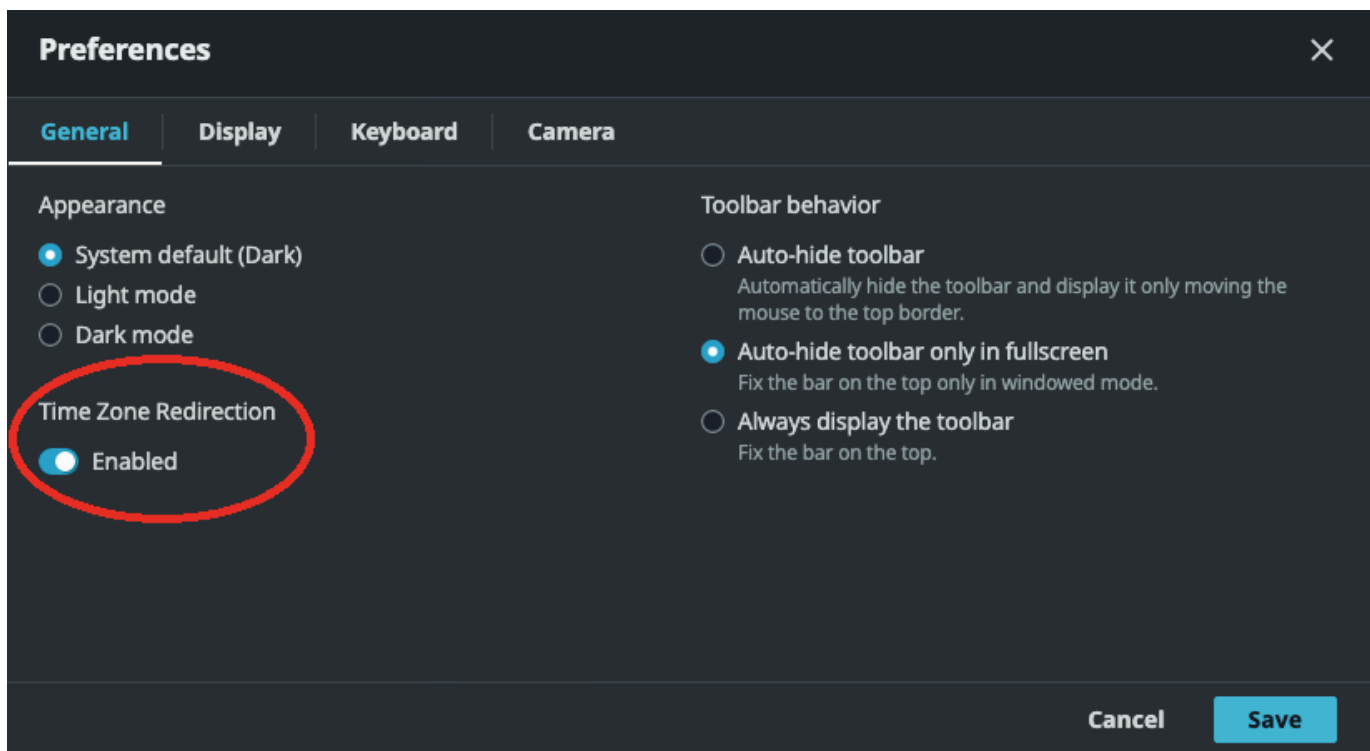 Preferences
General
Display
Keyboard
Camera
Appearance
System default (Dark)
Light mode
Dark mode
Time Zone Redirection
Enabled
Toolbar behavior
Auto-hide toolbar
Automatically hide the toolbar and display it only moving the
mouse to the top border.
Auto-hide toolbar only in fullscreen
Fix the bar on the top only in windowed mode.
Always display the toolbar
Fix the bar on the top.
Cancel
Save